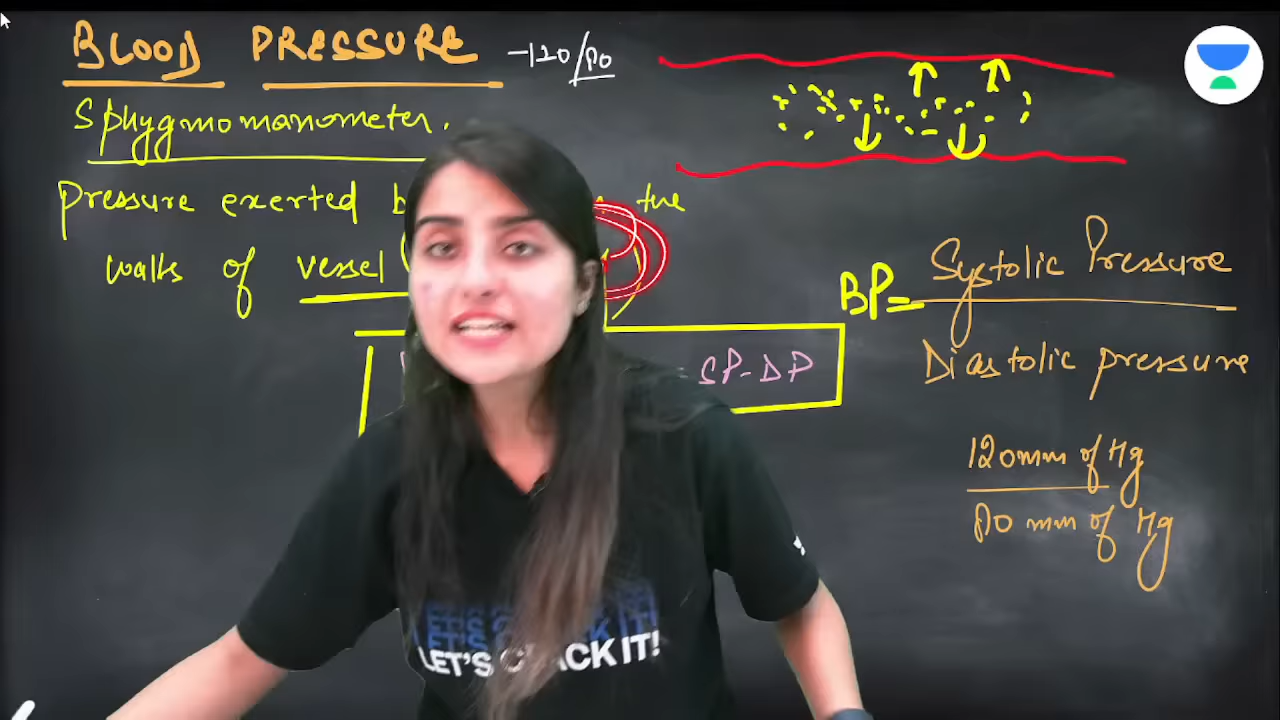 BLOOD PRESSURE -120/80
Sphygmomanometer.
Pressure exerted the
walls of vessel
= SP-DP
BP= Systolic Pressure
Diastolic pressure
120mm of Hg
80 mm of Hg
LET'S CRACK IT!